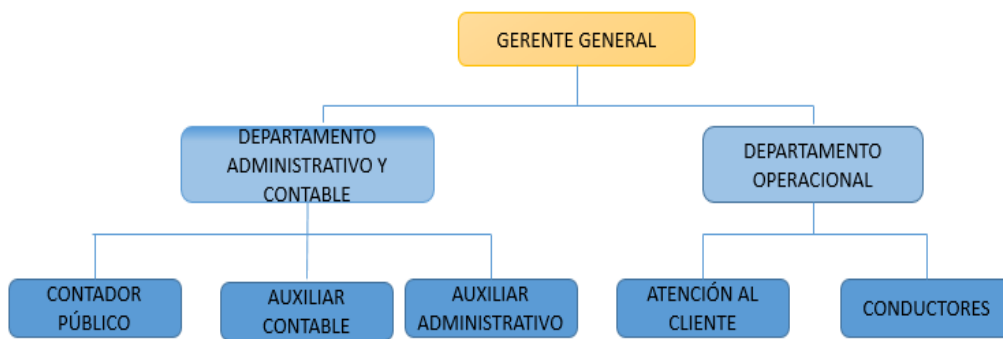 GERENTE GENERAL
DEPARTAMENTO
ADMINISTRATIVO Y
CONTABLE
DEPARTAMENTO
OPERACIONAL
CONTADOR
PÚBLICO
AUXILIAR
CONTABLE
AUXILIAR
ADMINISTRATIVO
ATENCIÓN AL
CLIENTE
CONDUCTORES